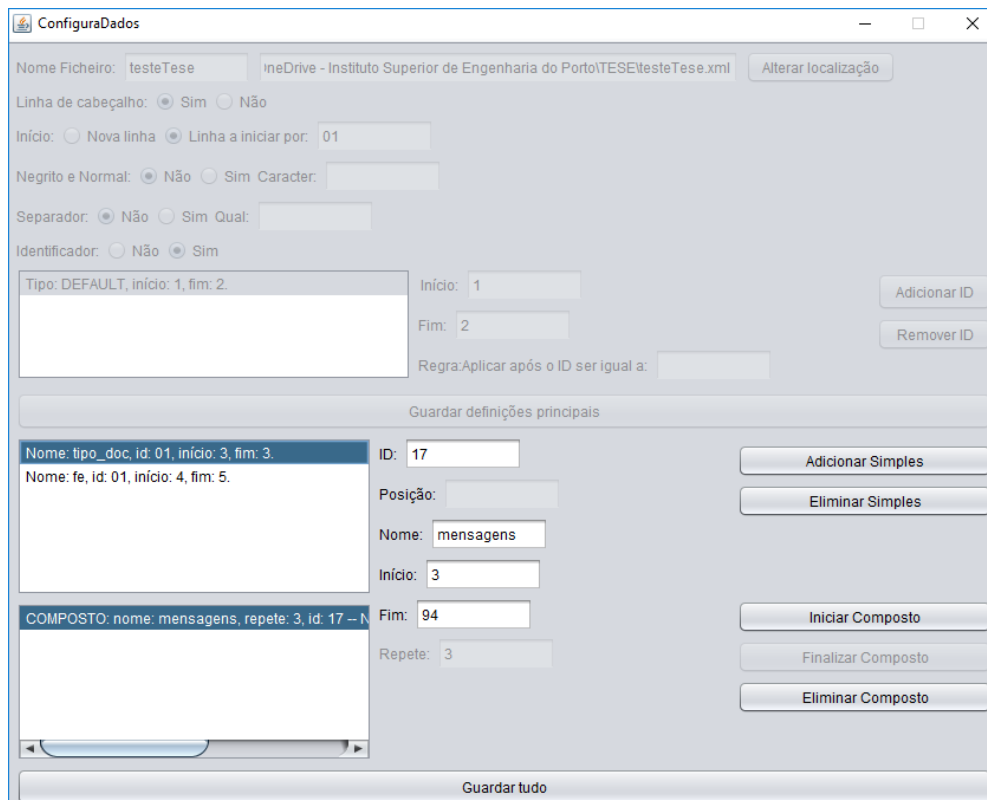 ConfiguraDados
Nome Ficheiro: testeTese neDrive - Instituto Superior de Engenharia do Porto\TESE\testeTese.xml Alterar localização
Linha de cabeçalho: Sim Não
Início: Nova linha Linha a iniciar por: 01
Negrito e Normal: Não Sim Caracter:
Separador: Não Sim Qual:
Identificador: Não Sim
Tipo: DEFAULT, início: 1, fim: 2.
Início: 1
Adicionar ID
Fim: 2
Remover ID
Regra:Aplicar após o ID ser igual a:
Guardar definições principais
Nome: tipo_doc, id: 01, início: 3, fim: 3.
Nome: fe, id: 01, início: 4, fim: 5.
ID: 17
Adicionar Simples
Posição:
Eliminar Simples
Nome: mensagens
Início: 3
COMPOSTO: nome: mensagens, repete: 3, id: 17 -- N
Fim: 94
Iniciar Composto
Repete: 3
Finalizar Composto
Eliminar Composto
Guardar tudo